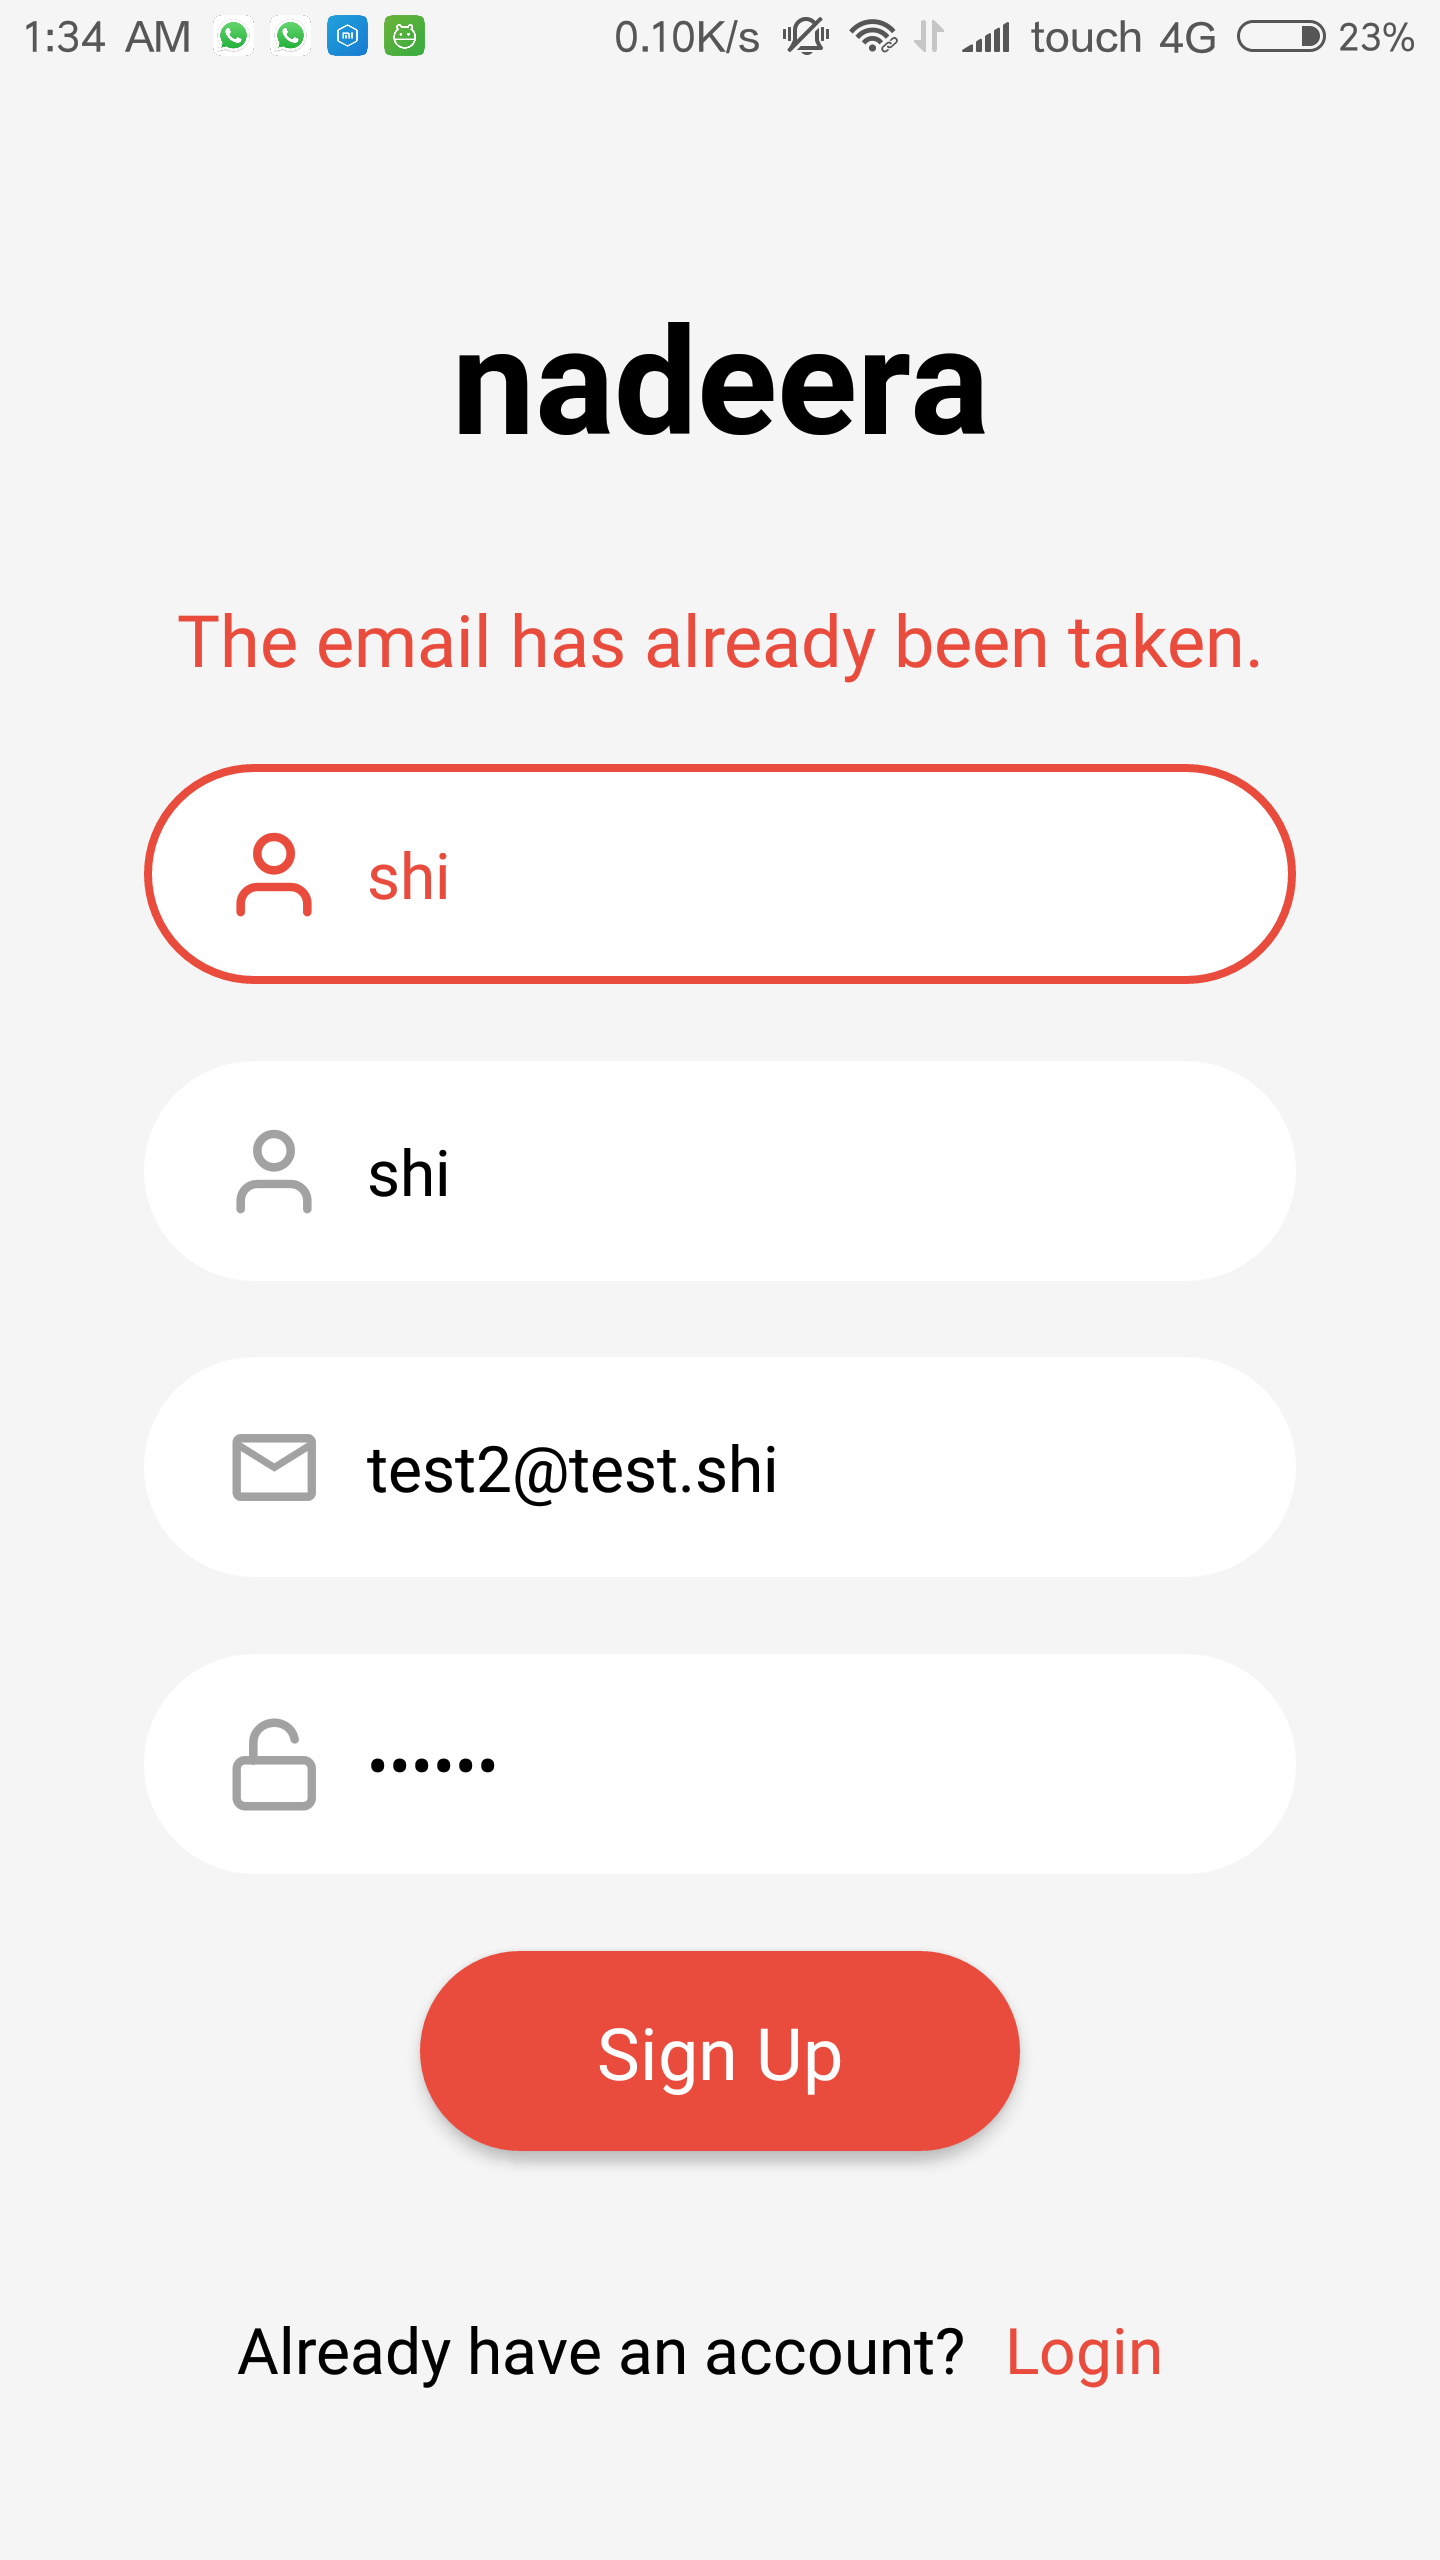 1:34 AM 0.10K/s touch 4G 23%
nadeera
The email has already been taken.
shi
shi
test2@test.shi
••••••
Sign Up
Already have an account? Login